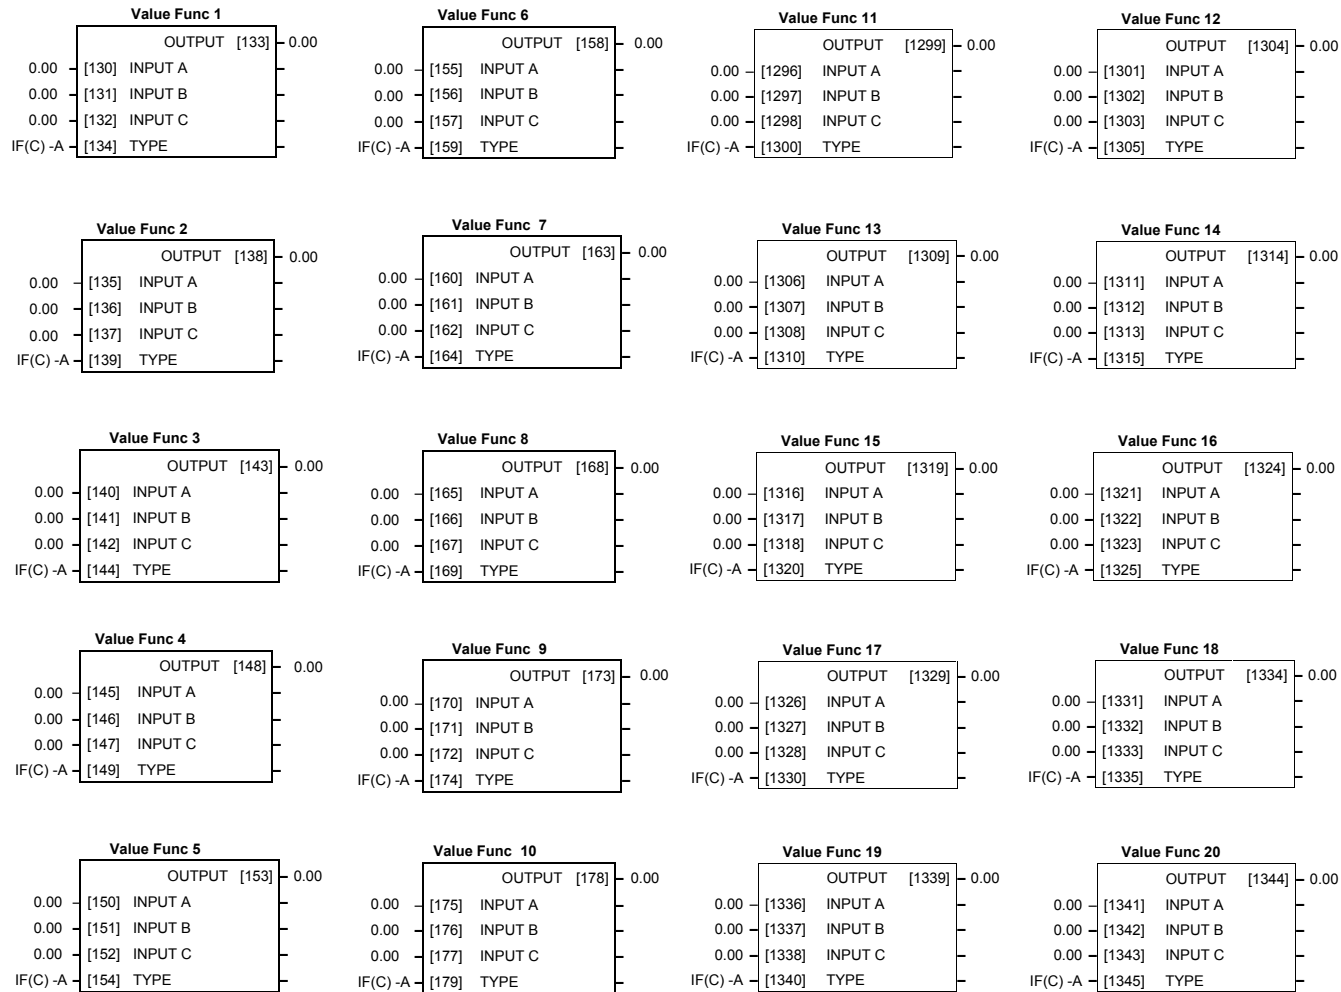 Value Func 1
OUTPUT [133] 0.00
0.00 [130] INPUT A
0.00 [131] INPUT B
0.00 [132] INPUT C
IF(C) -A [134] TYPE
Value Func 6
OUTPUT [158] 0.00
0.00 [155] INPUT A
0.00 [156] INPUT B
0.00 [157] INPUT C
IF(C) -A [159] TYPE
Value Func 11
OUTPUT [1299] 0.00
0.00 [1296] INPUT A
0.00 [1297] INPUT B
0.00 [1298] INPUT C
IF(C) -A [1300] TYPE
Value Func 12
OUTPUT [1304] 0.00
0.00 [1301] INPUT A
0.00 [1302] INPUT B
0.00 [1303] INPUT C
IF(C) -A [1305] TYPE
Value Func 2
OUTPUT [138] 0.00
0.00 [135] INPUT A
0.00 [136] INPUT B
0.00 [137] INPUT C
IF(C) -A [139] TYPE
Value Func 7
OUTPUT [163] 0.00
0.00 [160] INPUT A
0.00 [161] INPUT B
0.00 [162] INPUT C
IF(C) -A [164] TYPE
Value Func 13
OUTPUT [1309] 0.00
0.00 [1306] INPUT A
0.00 [1307] INPUT B
0.00 [1308] INPUT C
IF(C) -A [1310] TYPE
Value Func 14
OUTPUT [1314] 0.00
0.00 [1311] INPUT A
0.00 [1312] INPUT B
0.00 [1313] INPUT C
IF(C) -A [1315] TYPE
Value Func 3
OUTPUT [143] 0.00
0.00 [140] INPUT A
0.00 [141] INPUT B
0.00 [142] INPUT C
IF(C) -A [144] TYPE
Value Func 8
OUTPUT [168] 0.00
0.00 [165] INPUT A
0.00 [166] INPUT B
0.00 [167] INPUT C
IF(C) -A [169] TYPE
Value Func 15
OUTPUT [1319] 0.00
0.00 [1316] INPUT A
0.00 [1317] INPUT B
0.00 [1318] INPUT C
IF(C) -A [1320] TYPE
Value Func 16
OUTPUT [1324] 0.00
0.00 [1321] INPUT A
0.00 [1322] INPUT B
0.00 [1323] INPUT C
IF(C) -A [1325] TYPE
Value Func 4
OUTPUT [148] 0.00
0.00 [145] INPUT A
0.00 [146] INPUT B
0.00 [147] INPUT C
IF(C) -A [149] TYPE
Value Func 9
OUTPUT [173] 0.00
0.00 [170] INPUT A
0.00 [171] INPUT B
0.00 [172] INPUT C
IF(C) -A [174] TYPE
Value Func 17
OUTPUT [1329] 0.00
0.00 [1326] INPUT A
0.00 [1327] INPUT B
0.00 [1328] INPUT C
IF(C) -A [1330] TYPE
Value Func 18
OUTPUT [1334] 0.00
0.00 [1331] INPUT A
0.00 [1332] INPUT B
0.00 [1333] INPUT C
IF(C) -A [1335] TYPE
Value Func 5
OUTPUT [153] 0.00
0.00 [150] INPUT A
0.00 [151] INPUT B
0.00 [152] INPUT C
IF(C) -A [154] TYPE
Value Func 10
OUTPUT [178] 0.00
0.00 [175] INPUT A
0.00 [176] INPUT B
0.00 [177] INPUT C
IF(C) -A [179] TYPE
Value Func 19
OUTPUT [1339] 0.00
0.00 [1336] INPUT A
0.00 [1337] INPUT B
0.00 [1338] INPUT C
IF(C) -A [1340] TYPE
Value Func 20
OUTPUT [1344] 0.00
0.00 [1341] INPUT A
0.00 [1342] INPUT B
0.00 [1343] INPUT C
IF(C) -A [1345] TYPE